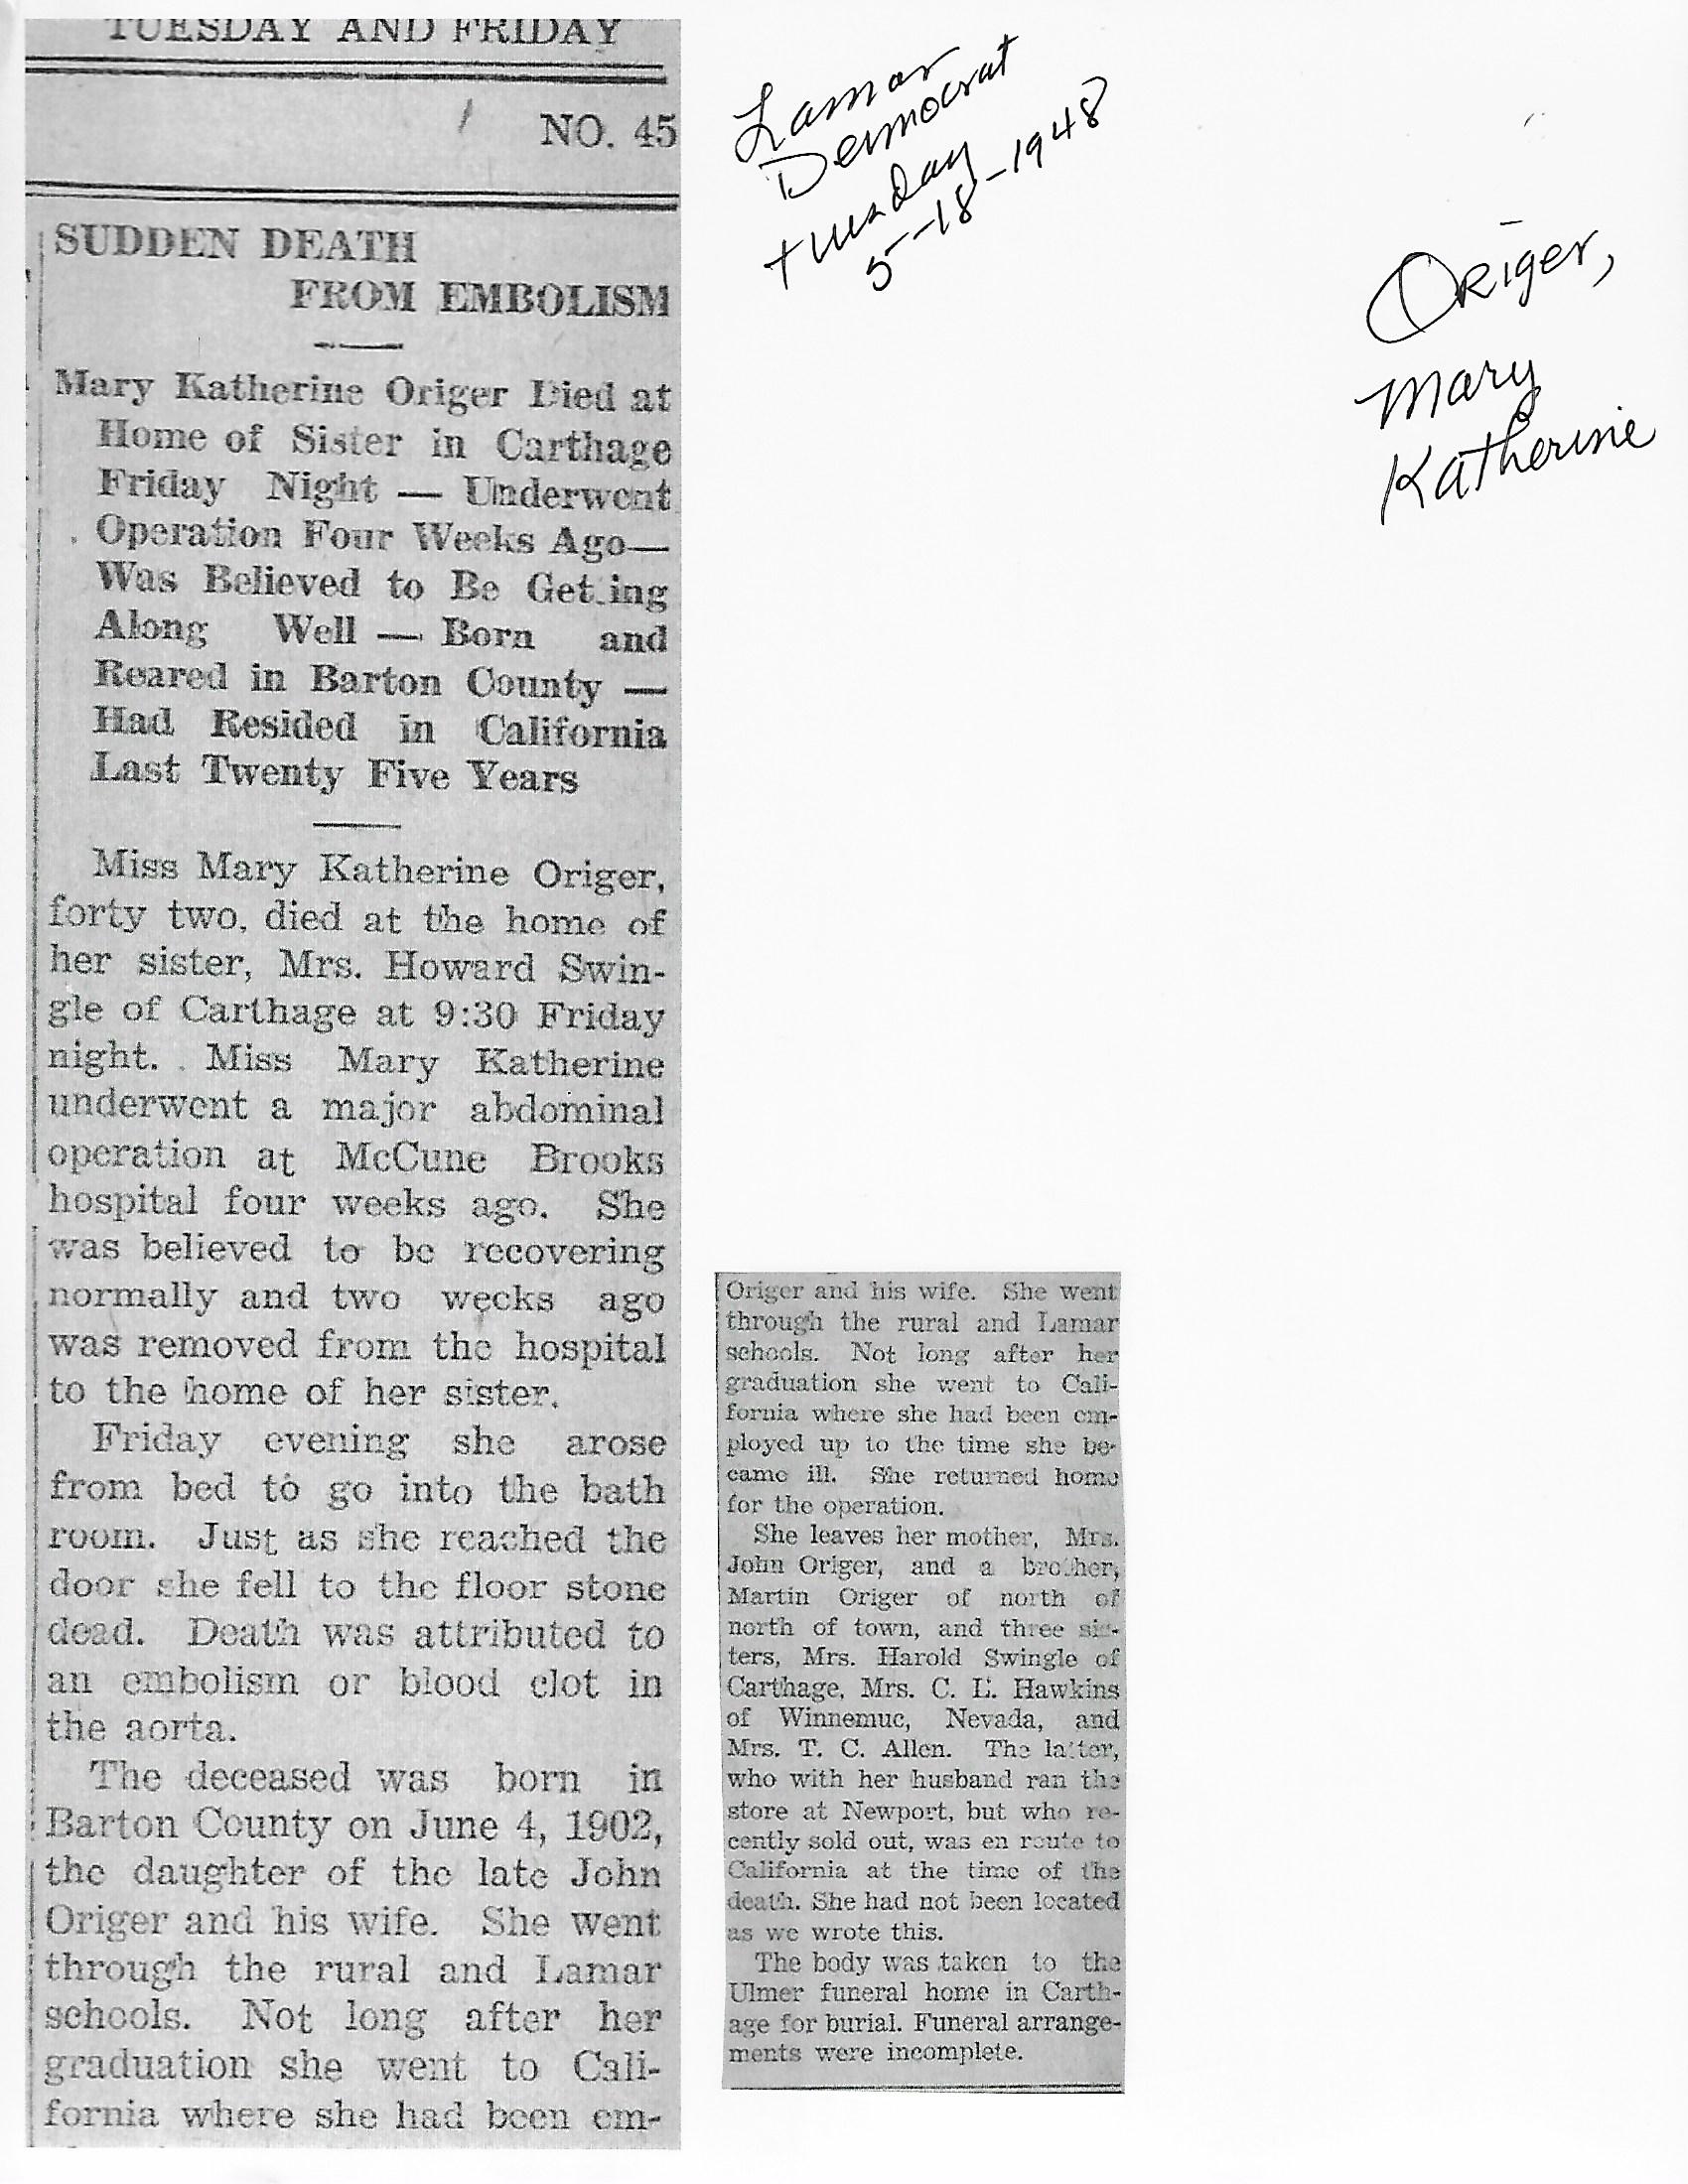 TUESDAY AND FRIDAY
NO. 45
SUDDEN DEATH
FROM EMBOLISM
Mary Katherine Origer Died at
Home of Sister in Carthage
Friday Night — Underwent
Operation Four Weeks Ago—
Was Believed to Be Getting
Along Well — Born and
Reared in Barton County —
Had Resided in California
Last Twenty Five Years
Miss Mary Katherine Origer,
forty two, died at the home of
her sister, Mrs. Howard Swin-
gle of Carthage at 9:30 Friday
night. Miss Mary Katherine
underwent a major abdominal
operation at McCune Brooks
hospital four weeks ago. She
was believed to be recovering
normally and two weeks ago
was removed from the hospital
to the home of her sister.
Friday evening she arose
from bed to go into the bath
room. Just as she reached the
door she fell to the floor stone
dead. Death was attributed to
an embolism or blood clot in
the aorta.
The deceased was born in
Barton County on June 4, 1902,
the daughter of the late John
Origer and his wife. She went
through the rural and Lamar
schools. Not long after her
graduation she went to Cali-
fornia where she had been em-
Lamar
Democrat
tuesday
5-18-1948
Origer,
Mary
Katherine
Origer and his wife. She went
through the rural and Lamar
schools. Not long after her
graduation she went to Cali-
fornia where she had been em-
ployed up to the time she be-
came ill. She returned home
for the operation.
She leaves her mother, Mrs.
John Origer, and a brother,
Martin Origer of north of
north of town, and three sis-
ters, Mrs. Harold Swingle of
Carthage, Mrs. C. L. Hawkins
of Winnemuc, Nevada, and
Mrs. T. C. Allen. The latter,
who with her husband ran the
store at Newport, but who re-
cently sold out, was en route to
California at the time of the
death. She had not been located
as we wrote this.
The body was taken to the
Ulmer funeral home in Carth-
age for burial. Funeral arrange-
ments were incomplete.